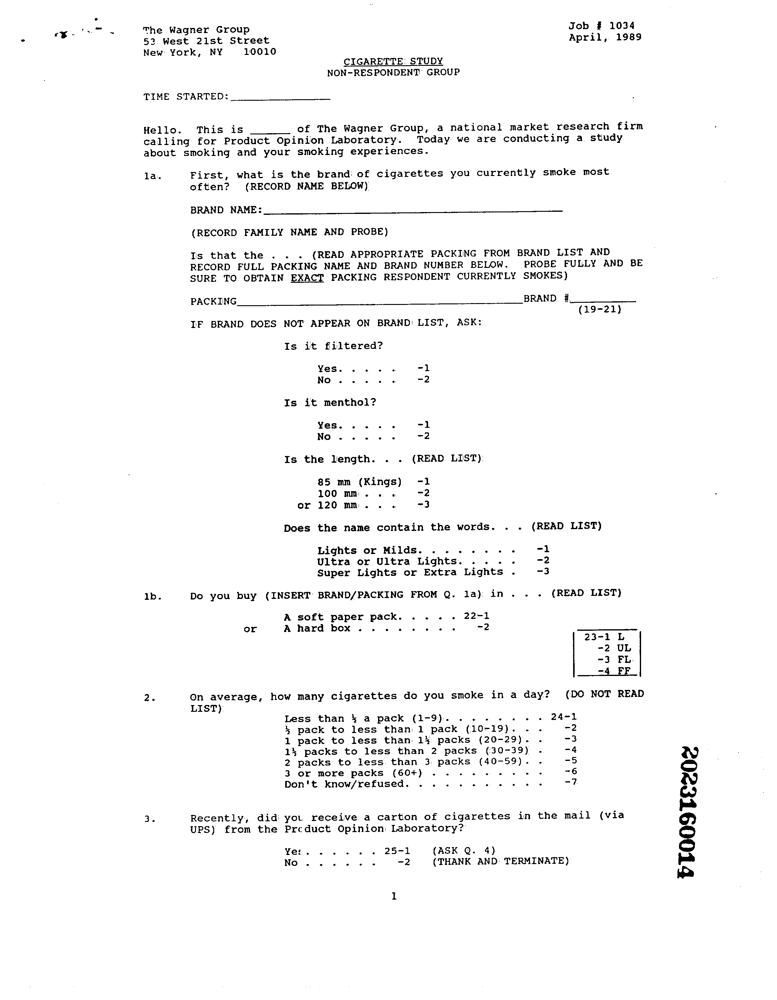 The Wagner Group
53 West 21st Street
New York, NY 10010
Job # 1034
April, 1989
CIGARETTE STUDY
NON-RESPONDENT GROUP
TIME STARTED:
Hello. This is ______ of The Wagner Group, a national market research firm
calling for Product Opinion Laboratory. Today we are conducting a study
about smoking and your smoking experiences.
1a. First, what is the brand of cigarettes you currently smoke most
often? (RECORD NAME BELOW)
BRAND NAME:
(RECORD FAMILY NAME AND PROBE)
Is that the . . . (READ APPROPRIATE PACKING FROM BRAND LIST AND
RECORD FULL PACKING NAME AND BRAND NUMBER BELOW. PROBE FULLY AND BE
SURE TO OBTAIN EXACT PACKING RESPONDENT CURRENTLY SMOKES)
PACKING BRAND #
(19-21)
IF BRAND DOES NOT APPEAR ON BRAND LIST, ASK:
Is it filtered?
Yes. . . . . -1
No . . . . . -2
Is it menthol?
Yes. . . . . -1
No . . . . . -2
Is the length. . . (READ LIST)
85 mm (Kings) -1
100 mm . . . -2
or 120 mm . . . -3
Does the name contain the words. . . (READ LIST)
Lights or Milds. . . . . . . . -1
Ultra or Ultra Lights. . . . . -2
Super Lights or Extra Lights . -3
1b. Do you buy (INSERT BRAND/PACKING FROM Q. 1a) in . . . (READ LIST)
A soft paper pack. . . . . 22-1
or A hard box . . . . . . . . -2
23-1 L
-2 UL
-3 FL
-4 FF
2. On average, how many cigarettes do you smoke in a day? (DO NOT READ
LIST)
Less than ½ a pack (1-9). . . . . . . . 24-1
½ pack to less than 1 pack (10-19). . . -2
1 pack to less than 1½ packs (20-29). . -3
1½ packs to less than 2 packs (30-39) . -4
2 packs to less than 3 packs (40-59). . -5
3 or more packs (60+) . . . . . . . . . -6
Don't know/refused. . . . . . . . . . . -7
3. Recently, did you receive a carton of cigarettes in the mail (via
UPS) from the Product Opinion Laboratory?
Yes . . . . . . 25-1 (ASK Q. 4)
No . . . . . . -2 (THANK AND TERMINATE)
1
2023160014